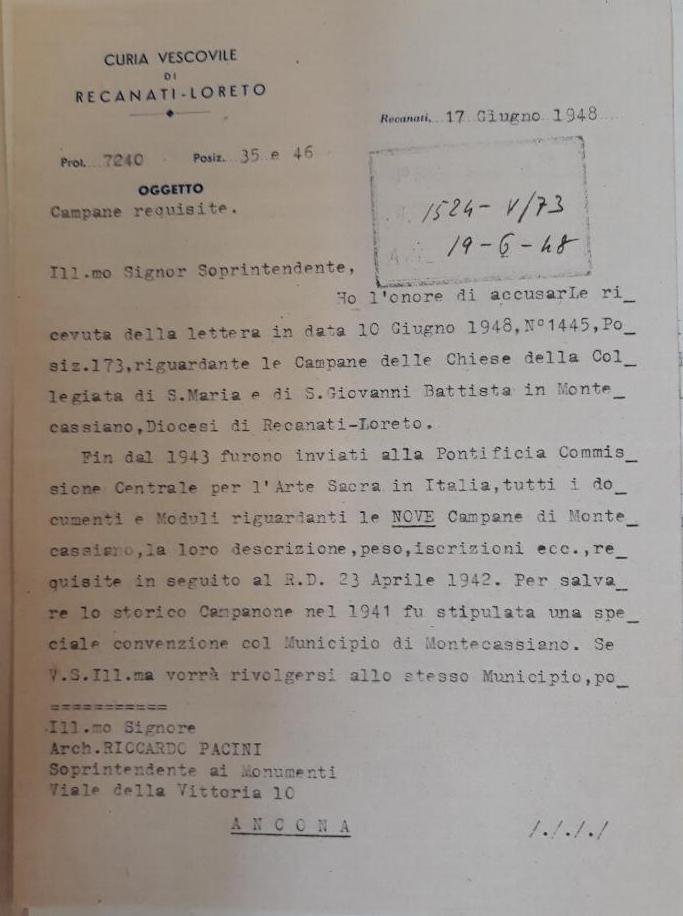 CURIA VESCOVILE
DI
RECANATI-LORETO
Recanati, 17 Giugno 1948
Prot. 7240 Posiz. 35 e 46
1524- V/73
19-6-48
OGGETTO
Campane requisite.
Ill.mo Signor Soprintendente,
Ho l'onore di accusarLe ri_
cevuta della lettera in data 10 Giugno 1948,N°1445,Po_
siz.173,riguardante le Campane delle Chiese della Col_
legiata di S.Maria e di S.Giovanni Battista in Monte_
cassiano,Diocesi di Recanati-Loreto.
Fin dal 1943 furono inviati alla Pontificia Commis_
sione Centrale per l'Arte Sacra in Italia,tutti i do_
cumenti e Moduli riguardanti le NOVE Campane di Monte_
cassiano,la loro descrizione,peso,iscrizioni ecc.,re_
quisite in seguito al R.D. 23 Aprile 1942. Per salva_
re lo storico Campanone nel 1941 fu stipulata una spe_
ciale convenzione col Municipio di Montecassiano. Se
V.S.Ill.ma vorrà rivolgersi allo stesso Municipio,po_
===========
Ill.mo Signore
Arch.RICCARDO PACINI
Soprintendente ai Monumenti
Viale della Vittoria 10
A N C O N A
/./././